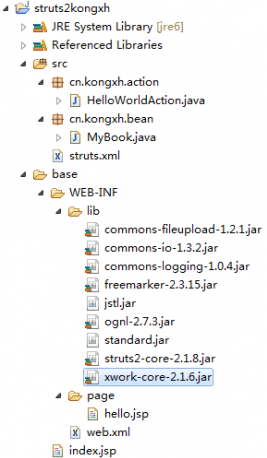 struts2kongxh
JRE System Library [jre6]
Referenced Libraries
src
cn.kongxh.action
HelloWorldAction.java
cn.kongxh.bean
MyBook.java
struts.xml
base
WEB-INF
lib
commons-fileupload-1.2.1.jar
commons-io-1.3.2.jar
commons-logging-1.0.4.jar
freemarker-2.3.15.jar
jstl.jar
ognl-2.7.3.jar
standard.jar
struts2-core-2.1.8.jar
xwork-core-2.1.6.jar
page
hello.jsp
web.xml
index.jsp